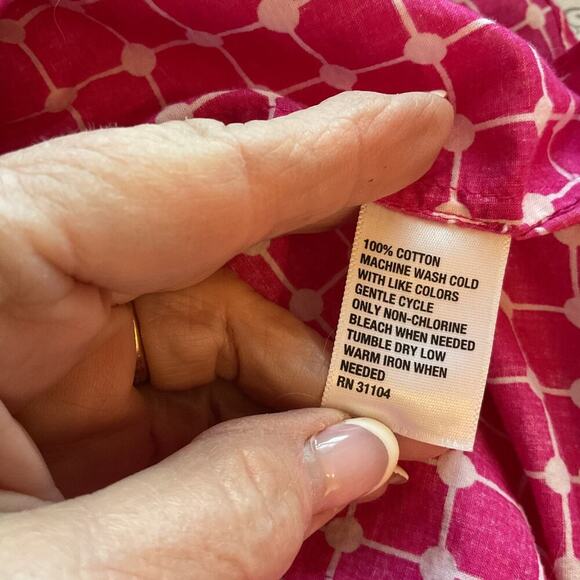 100% COTTON
MACHINE WASH COLD
WITH LIKE COLORS
GENTLE CYCLE
ONLY NON-CHLORINE
BLEACH WHEN NEEDED
TUMBLE DRY LOW
WARM IRON WHEN
NEEDED
RN 31104